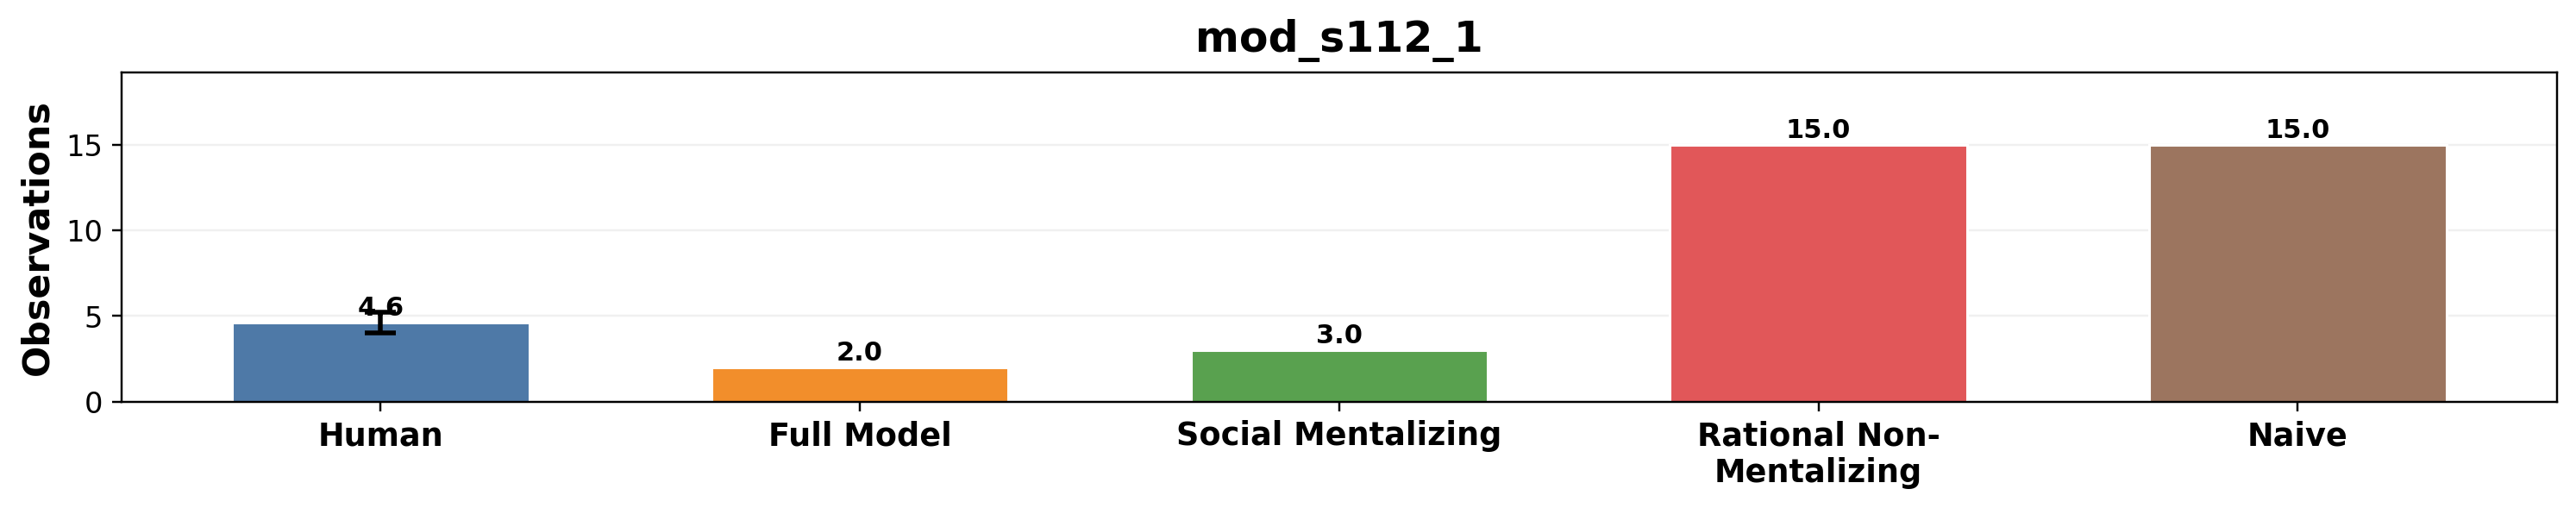 mod_s112_1
Observations
15
10
5
0
4.6
2.0
3.0
15.0
15.0
Human
Full Model
Social Mentalizing
Rational Non-
Mentalizing
Naive